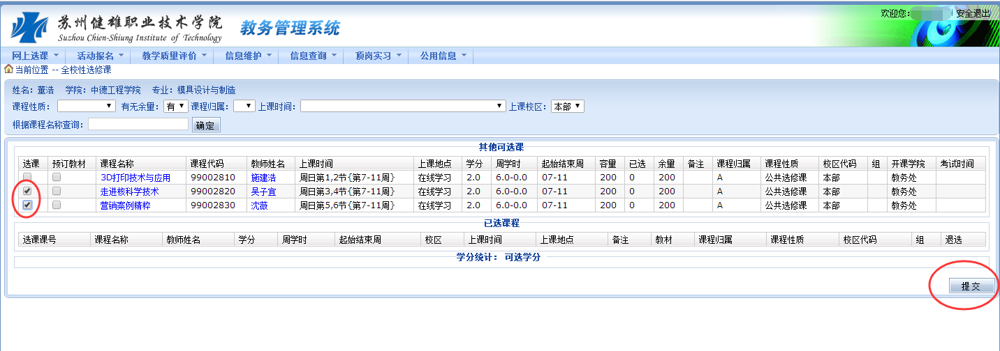 欢迎您: 安全退出
苏州健雄职业技术学院 教务管理系统
Suzhou Chien-Shiung Institute of Technology
网上选课 活动报名 教学质量评价 信息维护 信息查询 顶岗实习 公用信息
当前位置 -- 全校性选修课
姓名：董浩 学院：中德工程学院 专业：模具设计与制造
课程性质： 有无余量： 有 课程归属： 上课时间： 上课校区： 本部
根据课程名称查询： 确定
其他可选课
选课 预订教材 课程名称 课程代码 教师姓名 上课时间 上课地点 学分 周学时 起始结束周 容量 已选 余量 备注 课程归属 课程性质 校区代码 组 开课学院 考试时间
3D打印技术与应用 99002810 施建浩 周日第1,2节{第7-11周} 在线学习 2.0 6.0-0.0 07-11 200 0 200 A 公共选修课 本部 教务处
走进核科学技术 99002820 吴子宜 周日第3,4节{第7-11周} 在线学习 2.0 6.0-0.0 07-11 200 0 200 A 公共选修课 本部 教务处
营销案例精粹 99002830 沈薇 周日第5,6节{第7-11周} 在线学习 2.0 6.0-0.0 07-11 200 0 200 A 公共选修课 本部 教务处
已选课程
选课课号 课程名称 教师姓名 学分 周学时 起始结束周 校区 上课时间 上课地点 备注 教材 课程归属 课程性质 校区代码 组 退选
学分统计： 可选学分
提 交